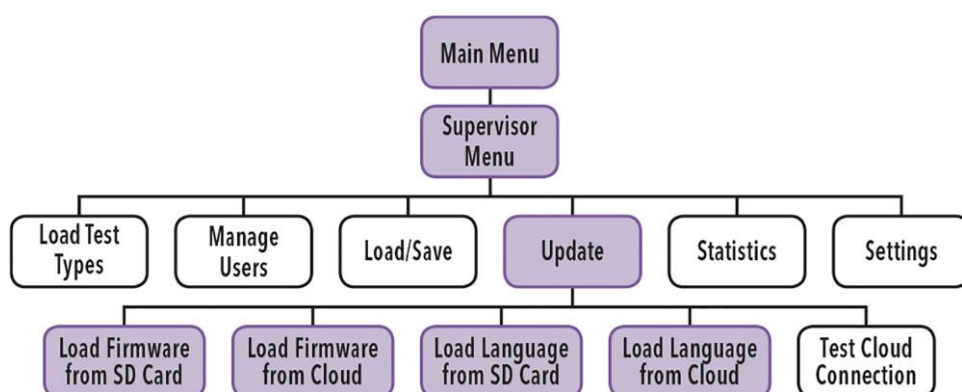 Main Menu
Supervisor
Menu
Load Test
Types
Manage
Users
Load/Save
Update
Statistics
Settings
Load Firmware
from SD Card
Load Firmware
from Cloud
Load Language
from SD Card
Load Language
from Cloud
Test Cloud
Connection